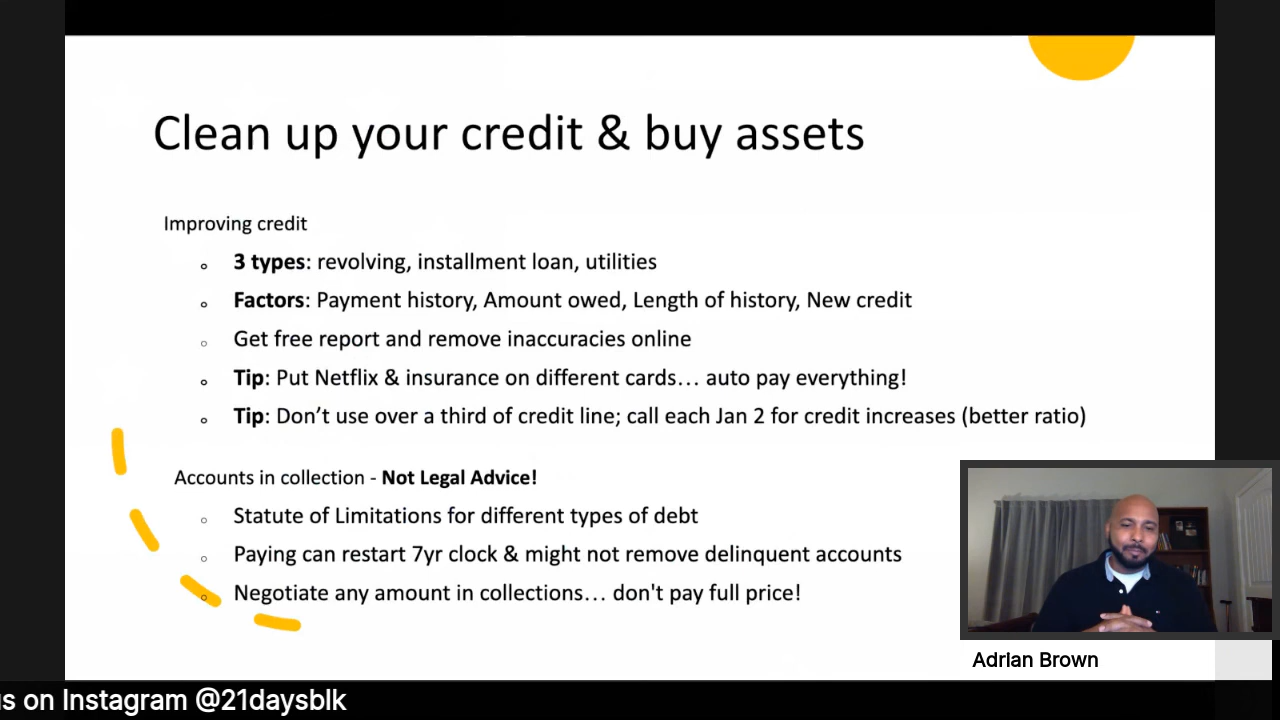 Clean up your credit & buy assets
Improving credit
3 types: revolving, installment loan, utilities
Factors: Payment history, Amount owed, Length of history, New credit
Get free report and remove inaccuracies online
Tip: Put Netflix & insurance on different cards… auto pay everything!
Tip: Don’t use over a third of credit line; call each Jan 2 for credit increases (better ratio)
Accounts in collection - Not Legal Advice!
Statute of Limitations for different types of debt
Paying can restart 7yr clock & might not remove delinquent accounts
Negotiate any amount in collections… don't pay full price!
Adrian Brown
on Instagram @21daysblk